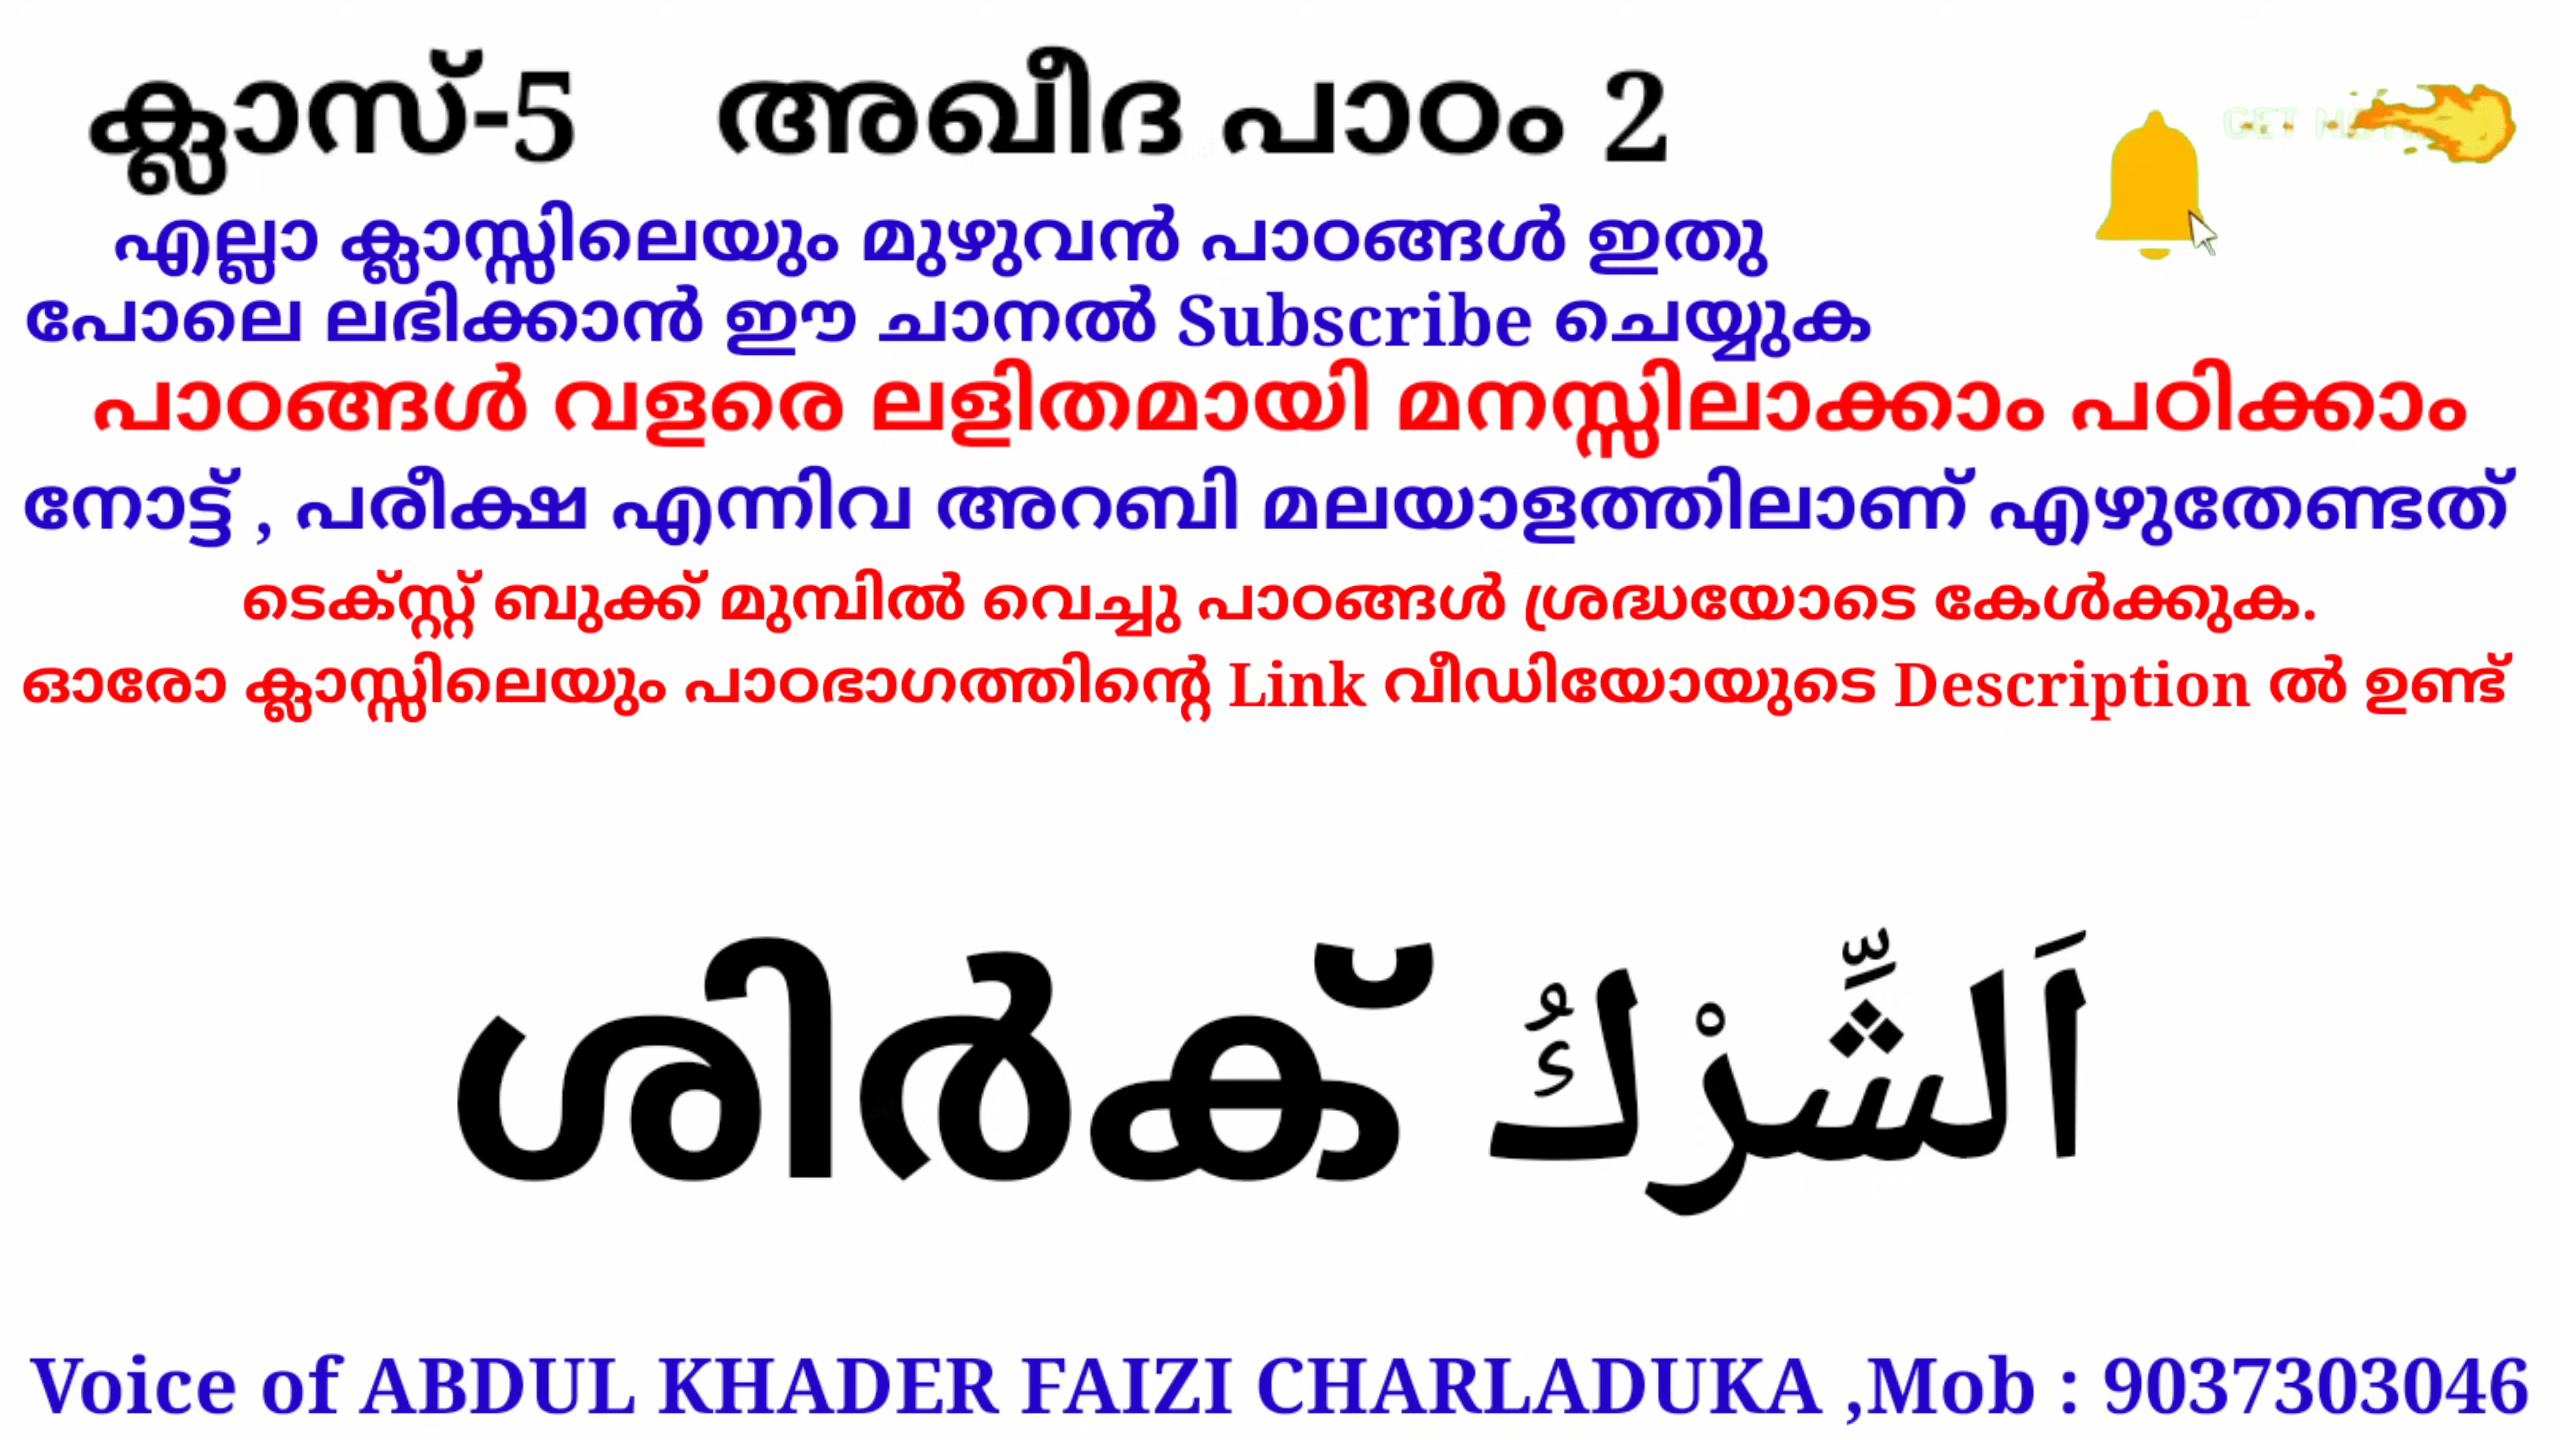 ക്ലാസ്-5 അഖീദ പാഠം 2
എല്ലാ ക്ലാസ്സിലെയും മുഴുവൻ പാഠങ്ങൾ ഇതു
പോലെ ലഭിക്കാൻ ഈ ചാനൽ Subscribe ചെയ്യുക
പാഠങ്ങൾ വളരെ ലളിതമായി മനസ്സിലാക്കാം പഠിക്കാം
നോട്ട് , പരീക്ഷ എന്നിവ അറബി മലയാളത്തിലാണ് എഴുതേണ്ടത്
ടെക്സ്റ്റ് ബുക്ക് മുമ്പിൽ വെച്ചു പാഠങ്ങൾ ശ്രദ്ധയോടെ കേൾക്കുക.
ഓരോ ക്ലാസ്സിലെയും പാഠഭാഗത്തിന്റെ Link വീഡിയോയുടെ Description ൽ ഉണ്ട്
ശിർക് اَلشِّرْكُ
Voice of ABDUL KHADER FAIZI CHARLADUKA ,Mob : 9037303046